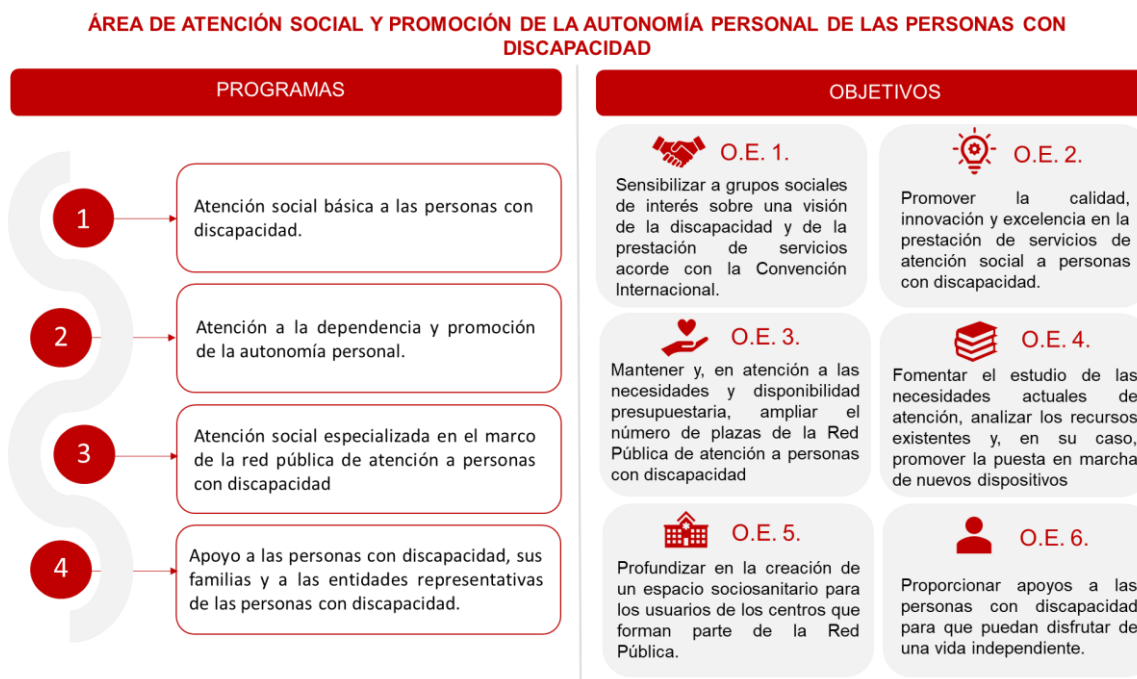 ÁREA DE ATENCIÓN SOCIAL Y PROMOCIÓN DE LA AUTONOMÍA PERSONAL DE LAS PERSONAS CON
DISCAPACIDAD
PROGRAMAS
1
Atención social básica a las personas con
discapacidad.
2
Atención a la dependencia y promoción
de la autonomía personal.
3
Atención social especializada en el marco
de la red pública de atención a personas
con discapacidad
4
Apoyo a las personas con discapacidad, sus
familias y a las entidades representativas
de las personas con discapacidad.
OBJETIVOS
O.E. 1.
Sensibilizar a grupos sociales
de interés sobre una visión
de la discapacidad y de la
prestación de servicios
acorde con la Convención
Internacional.
O.E. 2.
Promover la calidad,
innovación y excelencia en la
prestación de servicios de
atención social a personas
con discapacidad.
O.E. 3.
Mantener y, en atención a las
necesidades y disponibilidad
presupuestaria, ampliar el
número de plazas de la Red
Pública de atención a personas
con discapacidad
O.E. 4.
Fomentar el estudio de las
necesidades actuales de
atención, analizar los recursos
existentes y, en su caso,
promover la puesta en marcha
de nuevos dispositivos
O.E. 5.
Profundizar en la creación de
un espacio sociosanitario para
los usuarios de los centros que
forman parte de la Red
Pública.
O.E. 6.
Proporcionar apoyos a las
personas con discapacidad
para que puedan disfrutar de
una vida independiente.